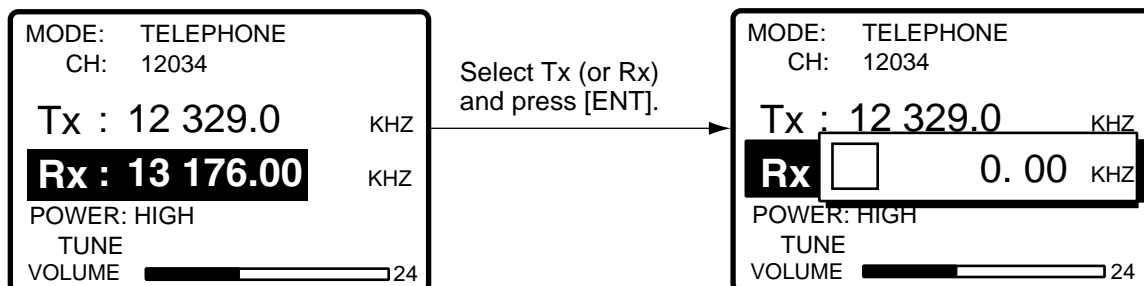 MODE: TELEPHONE
CH: 12034
Tx : 12 329.0 KHZ
Rx : 13 176.00 KHZ
POWER: HIGH
TUNE
VOLUME 24
Select Tx (or Rx)
and press [ENT].
MODE: TELEPHONE
CH: 12034
Tx : 12 329.0 KHZ
Rx 0. 00 KHZ
POWER: HIGH
TUNE
VOLUME 24